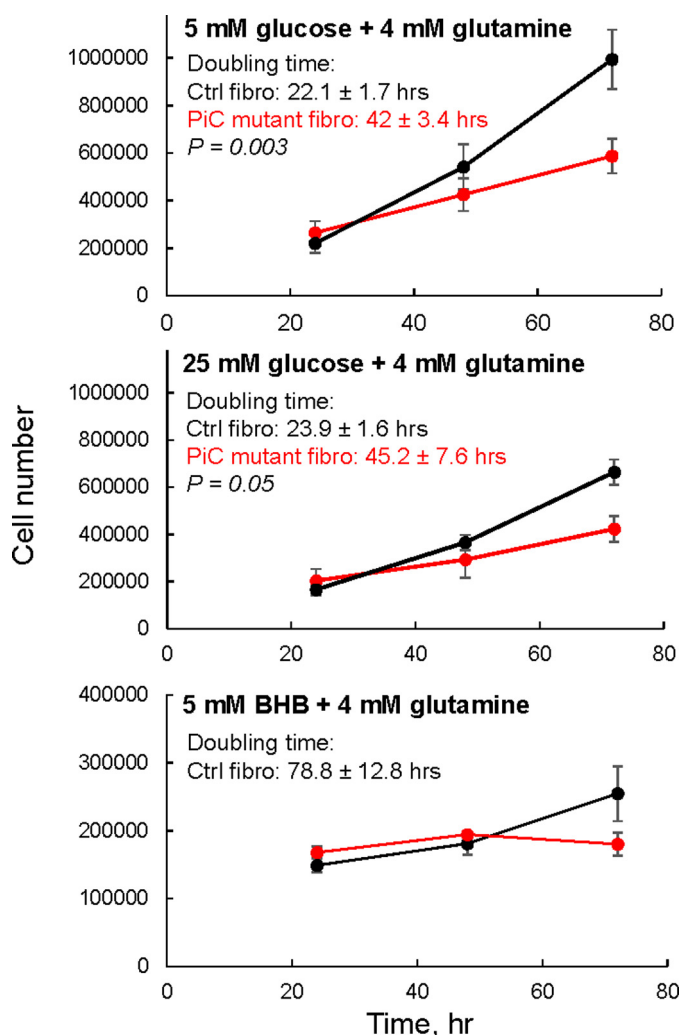 5 mM glucose + 4 mM glutamine
Doubling time:
Ctrl fibro: 22.1 ± 1.7 hrs
PiC mutant fibro: 42 ± 3.4 hrs
P = 0.003
1000000
800000
600000
400000
200000
0
0 20 40 60 80
25 mM glucose + 4 mM glutamine
Doubling time:
Ctrl fibro: 23.9 ± 1.6 hrs
PiC mutant fibro: 45.2 ± 7.6 hrs
P = 0.05
1000000
800000
600000
400000
200000
0
0 20 40 60 80
Cell number
5 mM BHB + 4 mM glutamine
Doubling time:
Ctrl fibro: 78.8 ± 12.8 hrs
400000
300000
200000
100000
0
0 20 40 60 80
Time, hr